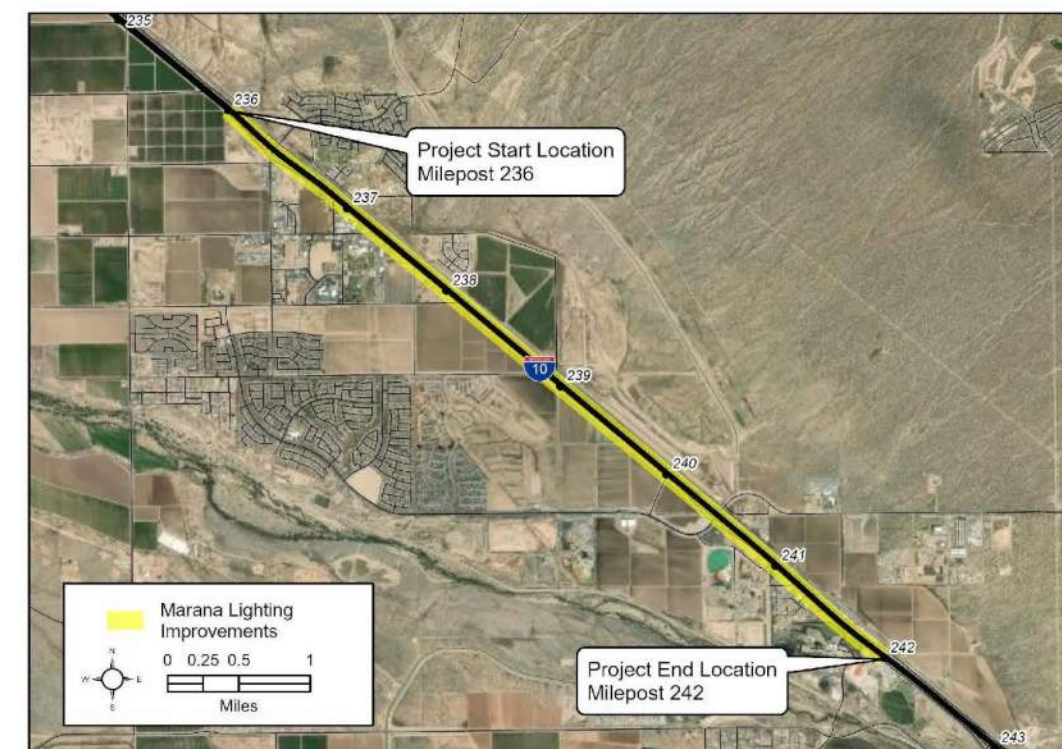 235
236
Project Start Location
Milepost 236
237
238
10
239
240
241
Marana Lighting
Improvements
N
W E
S
0 0.25 0.5 1
Miles
242
Project End Location
Milepost 242
243